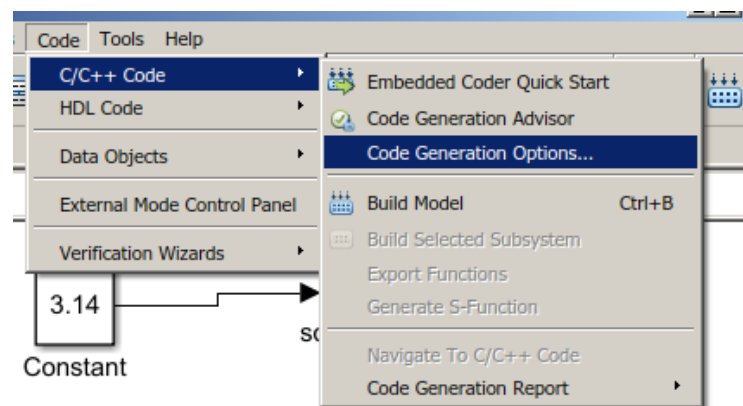 Code Tools Help
C/C++ Code
HDL Code
Data Objects
External Mode Control Panel
Verification Wizards
Embedded Coder Quick Start
Code Generation Advisor
Code Generation Options...
Build Model Ctrl+B
Build Selected Subsystem
Export Functions
Generate S-Function
Navigate To C/C++ Code
Code Generation Report
3.14
Constant